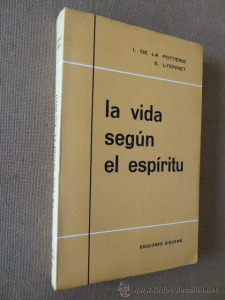 I. DE LA POTTERIE
S. LYONNET
la vida
según
el espíritu
EDICIONES SIGUEME